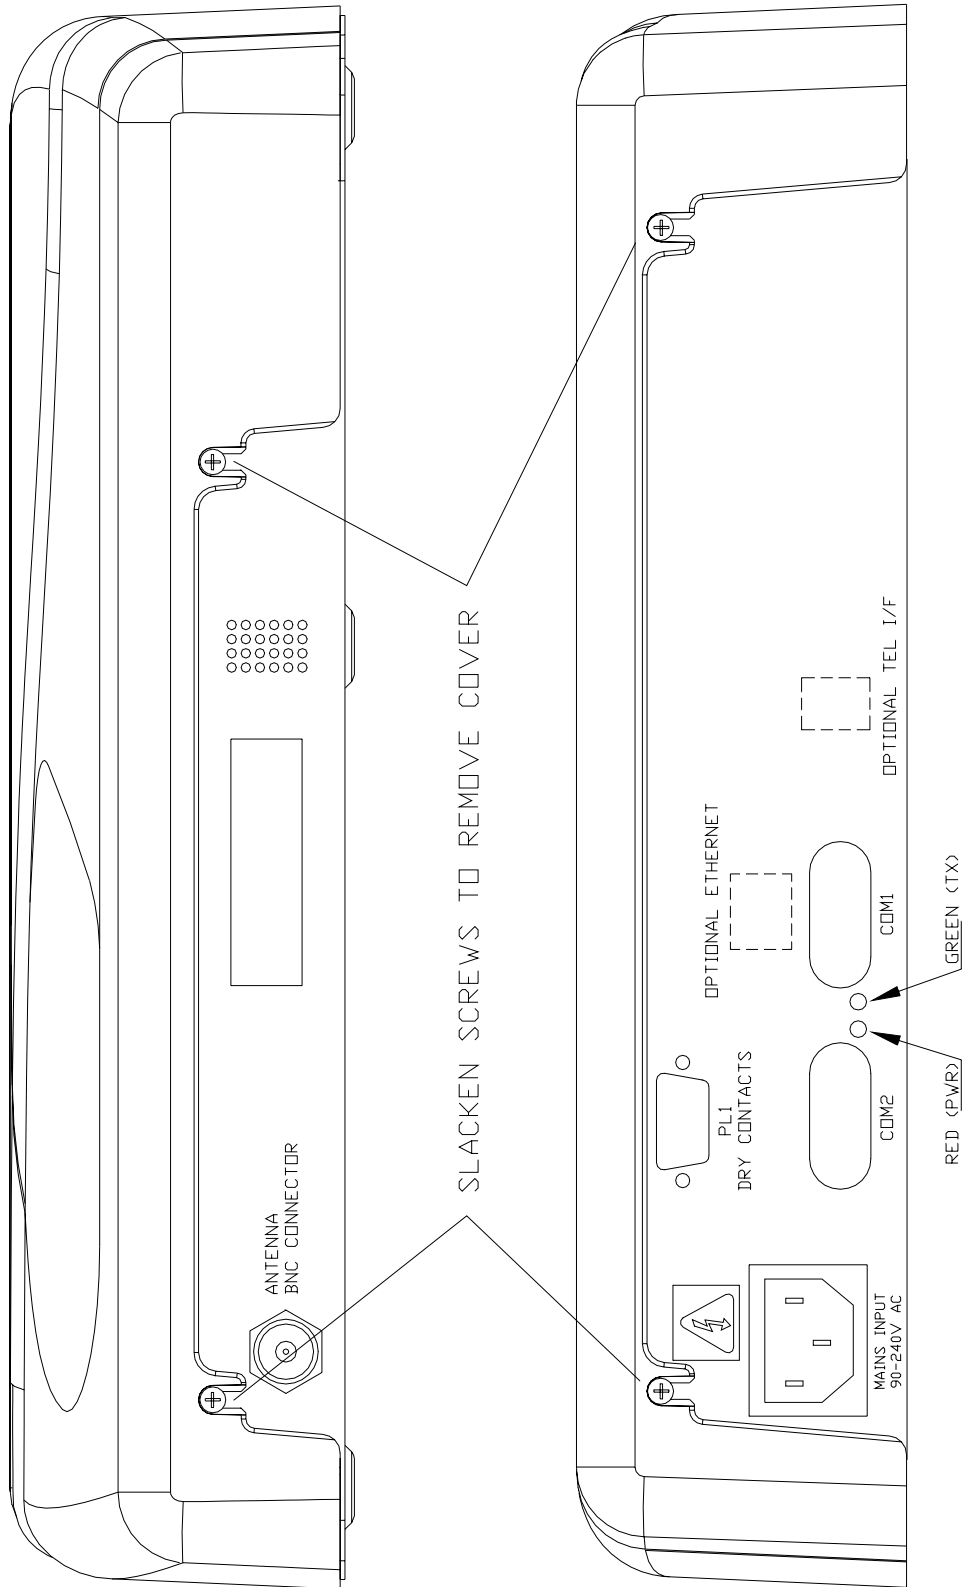 ANTENNA
BNC CONNECTOR
SLACKEN SCREWS TO REMOVE COVER
MAINS INPUT
90-240V AC
PL1
DRY CONTACTS
OPTIONAL ETHERNET
OPTIONAL TEL I/F
COM2
COM1
RED (PWR)
GREEN (TX)